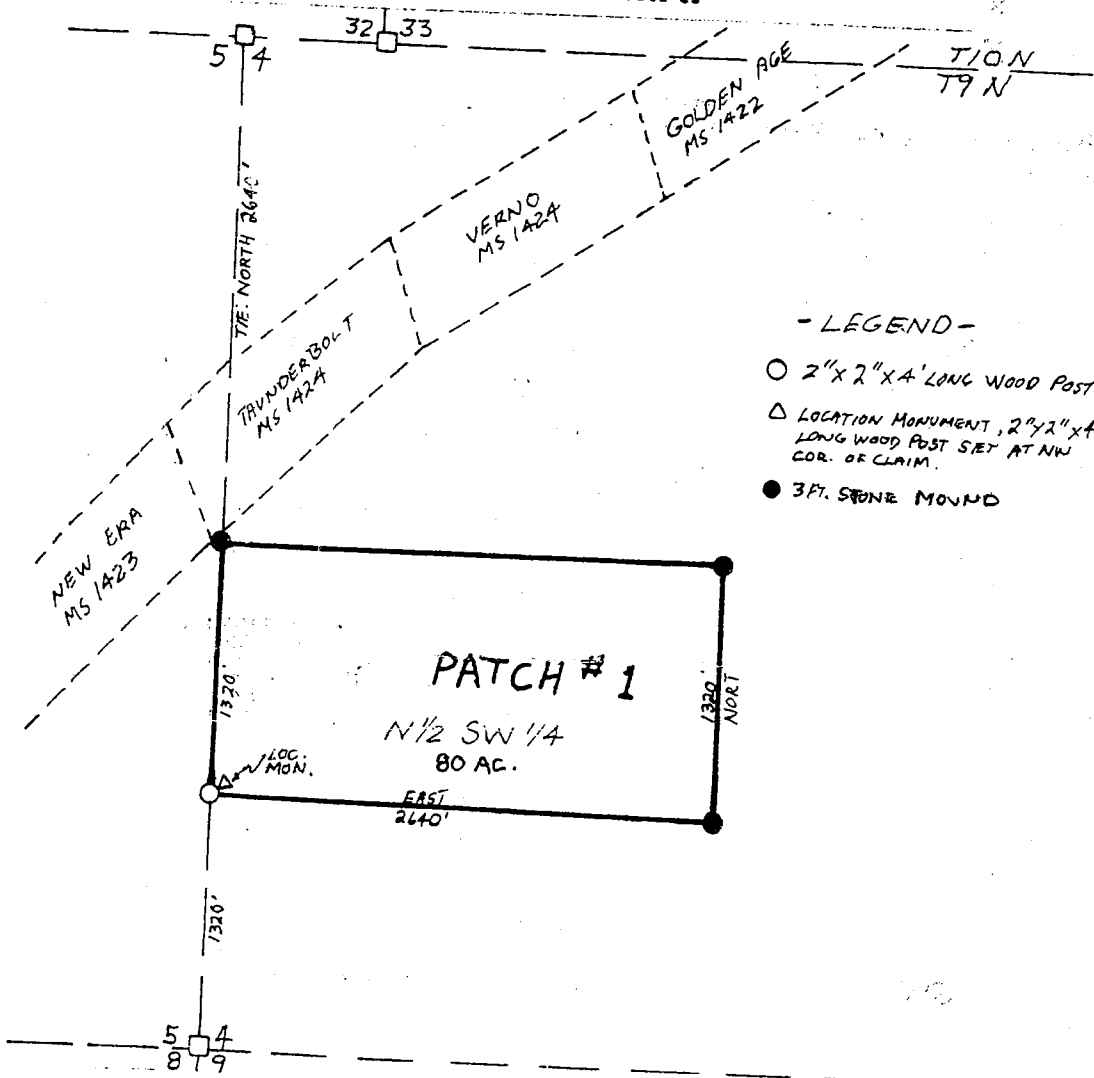 32 33
5 4
T10N
T9 N
GOLDEN AGE
MS 1422
VERNO
MS 1424
TIE: NORTH 2640'
THUNDERBOLT
MS 1424
NEW ERA
MS 1423
- LEGEND -
2"X 2"X 4' LONG WOOD POST
LOCATION MONUMENT, 2"X2"X4
LONG WOOD POST SET AT NW
COR. OF CLAIM.
3 FT. STONE MOUND
1320'
PATCH # 1
N 1/2 SW 1/4
80 AC.
1320'
NORT
LOC.
MON.
EAST
2640'
1320'
5 4
8 9